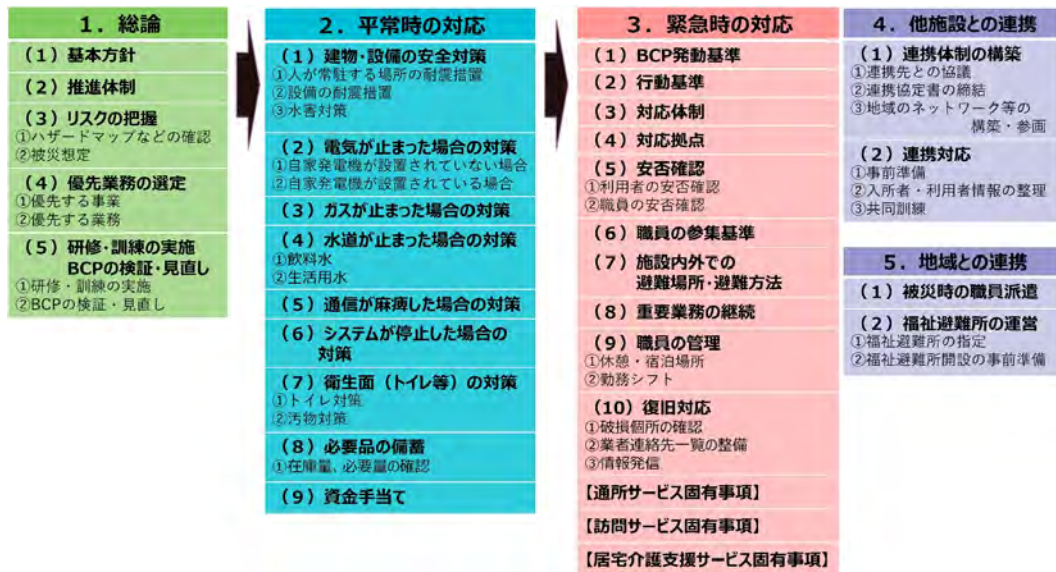 1．総論
（1）基本方針
（2）推進体制
（3）リスクの把握
①ハザードマップなどの確認
②被災想定
（4）優先業務の選定
①優先する事業
②優先する業務
（5）研修・訓練の実施
BCPの検証・見直し
①研修・訓練の実施
②BCPの検証・見直し
2．平常時の対応
（1）建物・設備の安全対策
①人が常駐する場所の耐震措置
②設備の耐震措置
③水害対策
（2）電気が止まった場合の対策
①自家発電機が設置されていない場合
②自家発電機が設置されている場合
（3）ガスが止まった場合の対策
（4）水道が止まった場合の対策
①飲料水
②生活用水
（5）通信が麻痺した場合の対策
（6）システムが停止した場合の
対策
（7）衛生面（トイレ等）の対策
①トイレ対策
②汚物対策
（8）必要品の備蓄
①在庫量、必要量の確認
（9）資金手当て
3．緊急時の対応
（1）BCP発動基準
（2）行動基準
（3）対応体制
（4）対応拠点
（5）安否確認
①利用者の安否確認
②職員の安否確認
（6）職員の参集基準
（7）施設内外での
避難場所・避難方法
（8）重要業務の継続
（9）職員の管理
①休憩・宿泊場所
②勤務シフト
（10）復旧対応
①破損個所の確認
②業者連絡先一覧の整備
③情報発信
【通所サービス固有事項】
【訪問サービス固有事項】
【居宅介護支援サービス固有事項】
4．他施設との連携
（1）連携体制の構築
①連携先との協議
②連携協定書の締結
③地域のネットワーク等の
構築・参画
（2）連携対応
①事前準備
②入所者・利用者情報の整理
③共同訓練
5．地域との連携
（1）被災時の職員派遣
（2）福祉避難所の運営
①福祉避難所の指定
②福祉避難所開設の事前準備